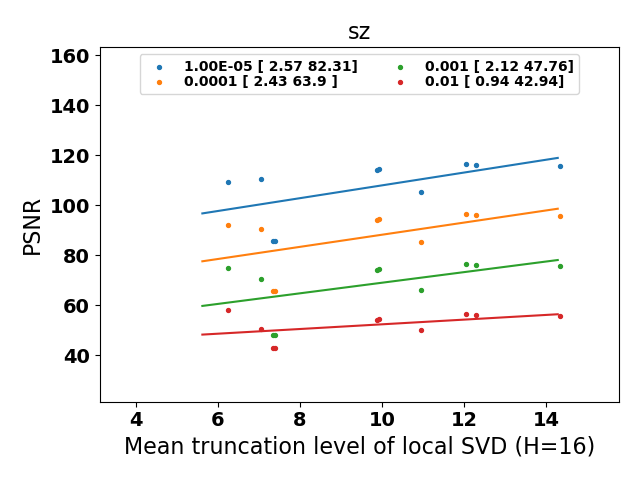 sz
160
140
120
100
80
60
40
PSNR
1.00E-05 [ 2.57 82.31]
0.0001 [ 2.43 63.9 ]
0.001 [ 2.12 47.76]
0.01 [ 0.94 42.94]
4 6 8 10 12 14
Mean truncation level of local SVD (H=16)